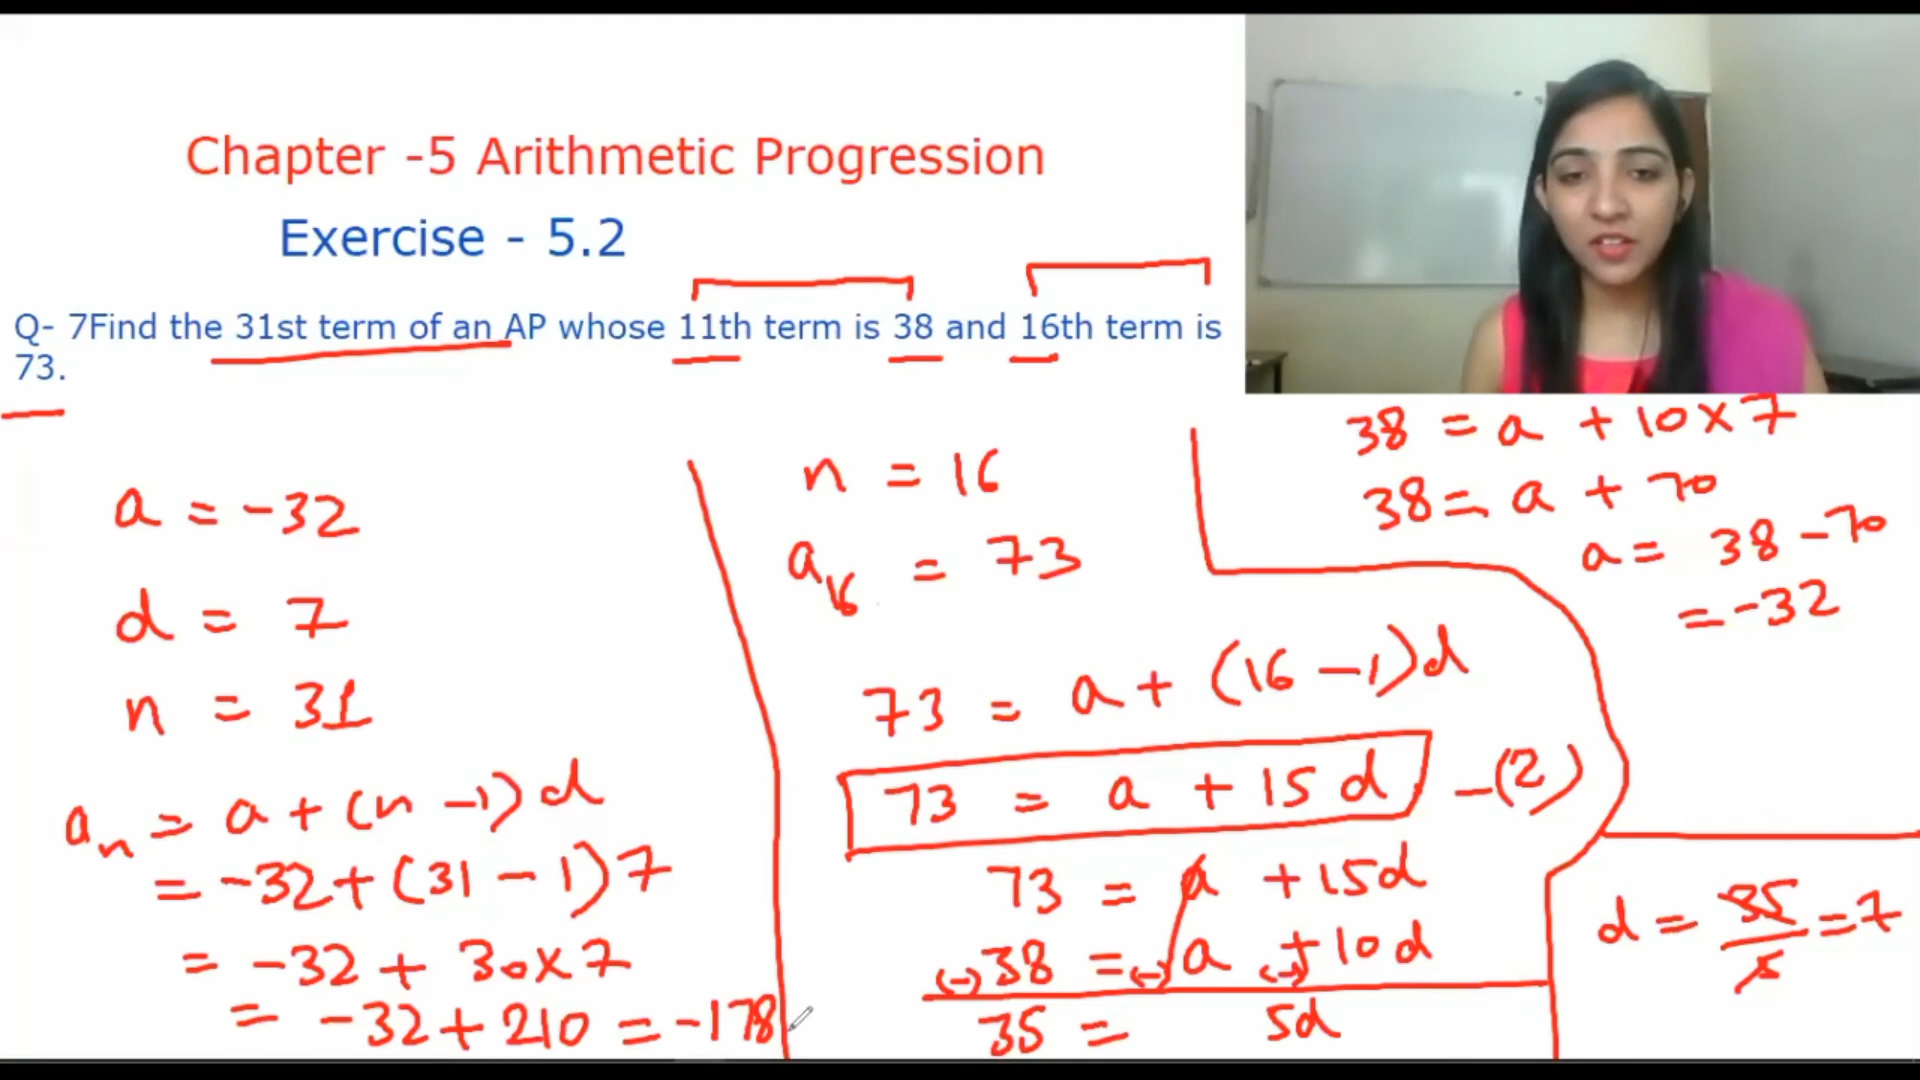 Chapter -5 Arithmetic Progression
Exercise - 5.2
Q- 7Find the 31st term of an AP whose 11th term is 38 and 16th term is
73.
a = -32
d = 7
n = 31
aₙ = a + (n -1) d
= -32 + (31 - 1) 7
= -32 + 30 x 7
= -32 + 210 = -178
n = 16
a₁₆ = 73
73 = a + (16 -1)d
73 = a + 15 d -(2)
73 = a + 15d
(-) 38 = (-) a (-) + 10d
35 = 5d
38 = a + 10 x 7
38 = a + 70
a = 38 - 70
= -32
d = 35/5 = 7